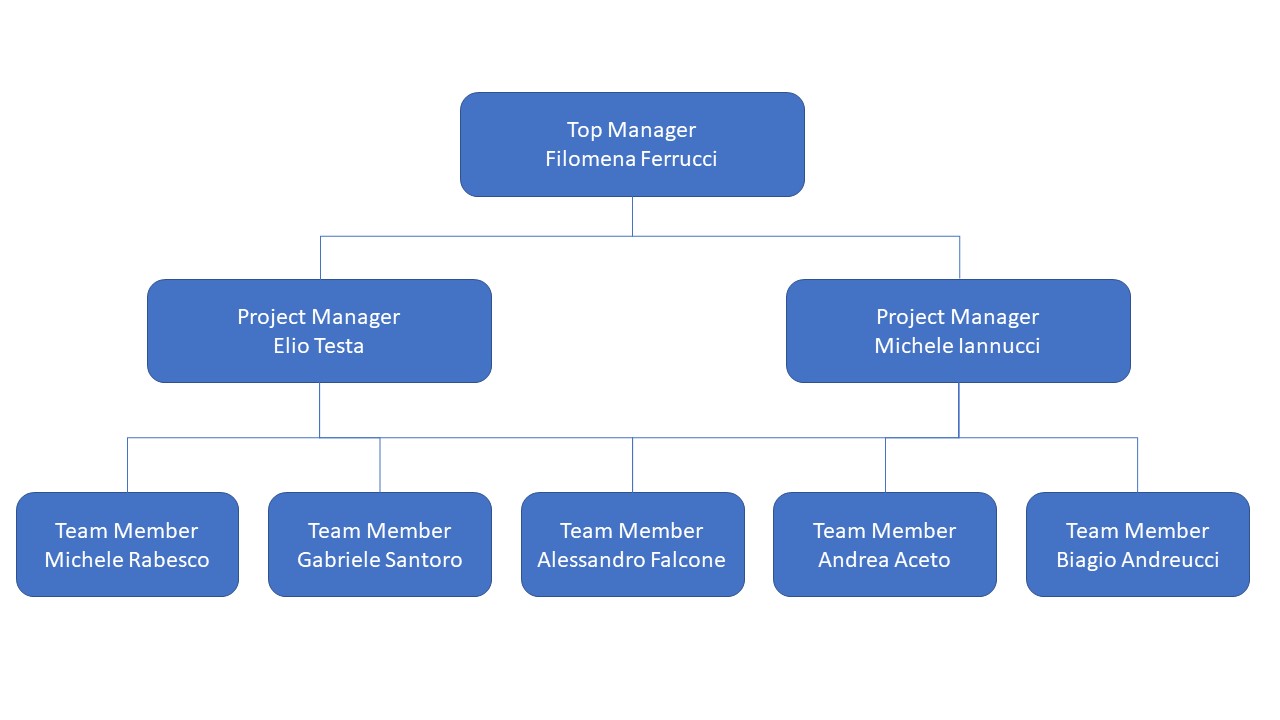 Top Manager
Filomena Ferrucci
Project Manager
Elio Testa
Project Manager
Michele Iannucci
Team Member
Michele Rabesco
Team Member
Gabriele Santoro
Team Member
Alessandro Falcone
Team Member
Andrea Aceto
Team Member
Biagio Andreucci